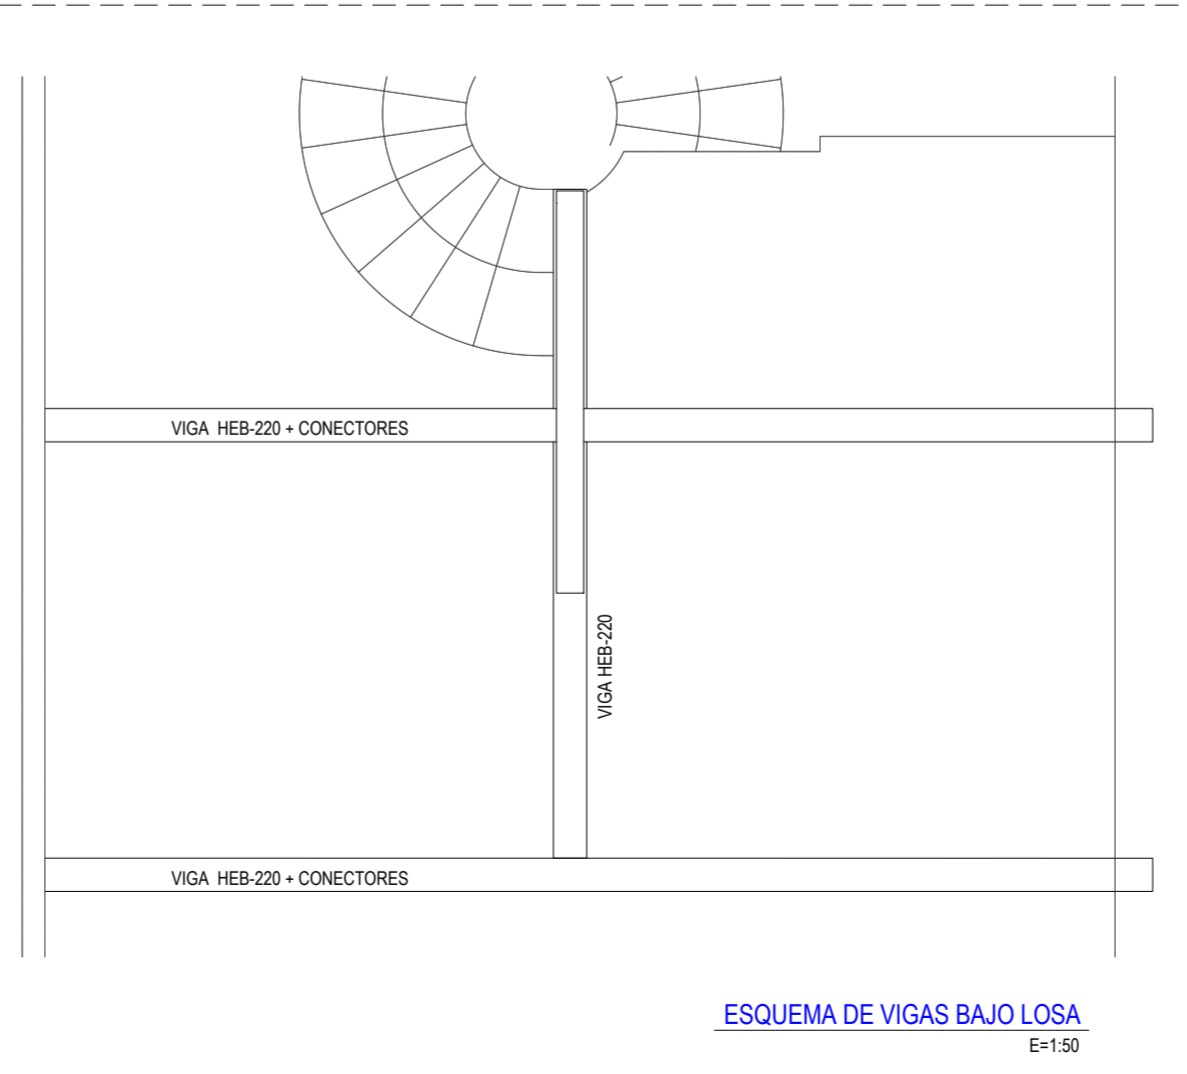 VIGA HEB-220 + CONECTORES
VIGA HEB-220
VIGA HEB-220 + CONECTORES
ESQUEMA DE VIGAS BAJO LOSA
E=1:50